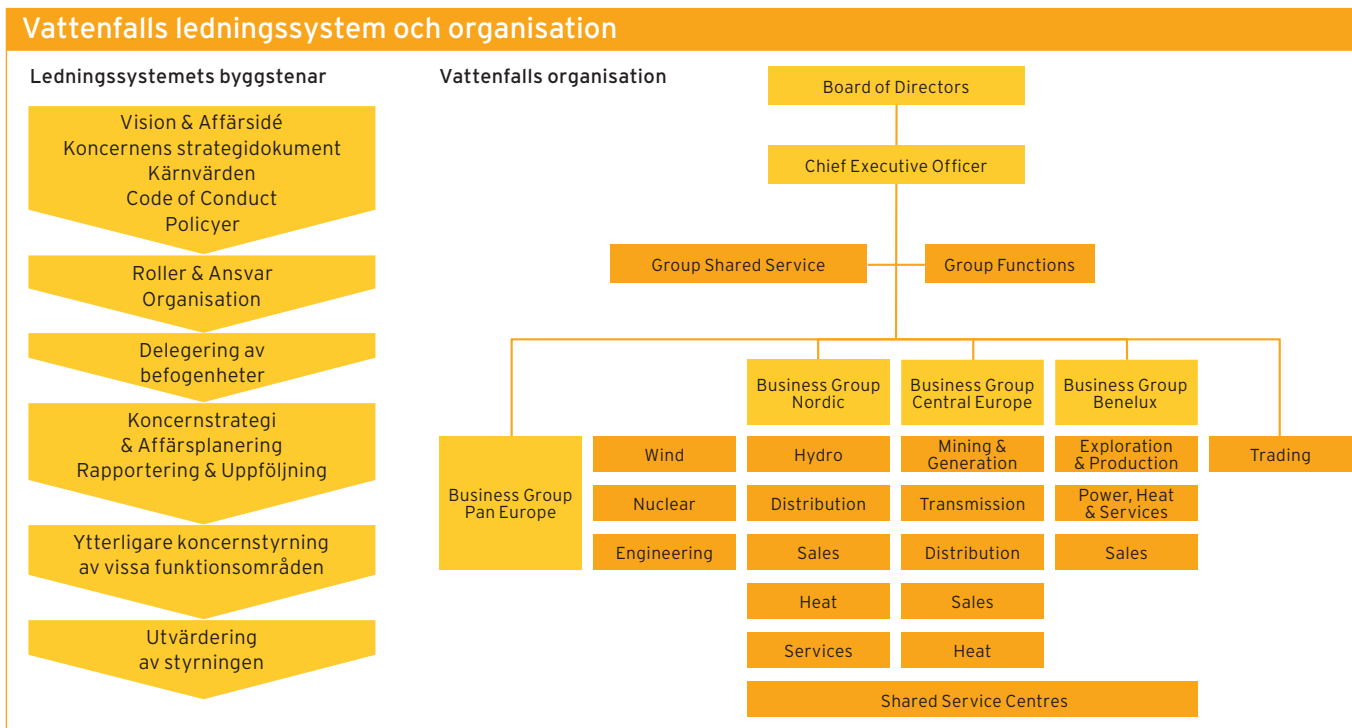 Vattenfalls ledningssystem och organisation
Ledningssystemets byggstenar
Vision & Affärsidé
Koncernens strategidokument
Kärnvärden
Code of Conduct
Policyer
Roller & Ansvar
Organisation
Delegering av
befogenheter
Koncernstrategi
& Affärsplanering
Rapportering & Uppföljning
Ytterligare koncernstyrning
av vissa funktionsområden
Utvärdering
av styrningen
Vattenfalls organisation
Board of Directors
Chief Executive Officer
Group Shared Service
Group Functions
Business Group
Pan Europe
Wind
Nuclear
Engineering
Business Group
Nordic
Hydro
Distribution
Sales
Heat
Services
Business Group
Central Europe
Mining &
Generation
Transmission
Distribution
Sales
Heat
Business Group
Benelux
Exploration
& Production
Power, Heat
& Services
Sales
Trading
Shared Service Centres